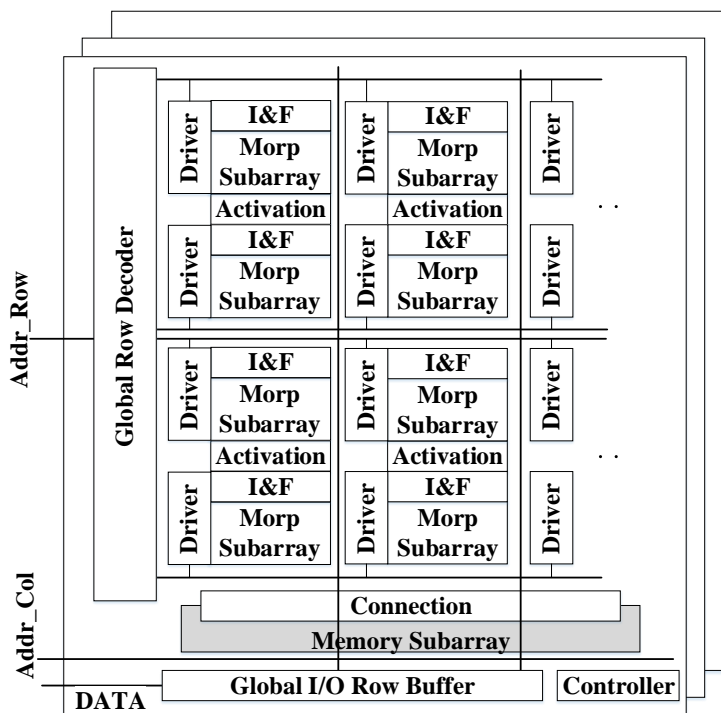 Driver I&F Driver I&F Driver
Morp Subarray Morp Subarray
Activation Activation
Driver I&F Driver I&F Driver
Morp Subarray Morp Subarray
. .
Addr_Row
Global Row Decoder
Driver I&F Driver I&F Driver
Morp Subarray Morp Subarray
Activation Activation
Driver I&F Driver I&F Driver
Morp Subarray Morp Subarray
. .
Connection
Memory Subarray
Addr_Col
DATA
Global I/O Row Buffer
Controller